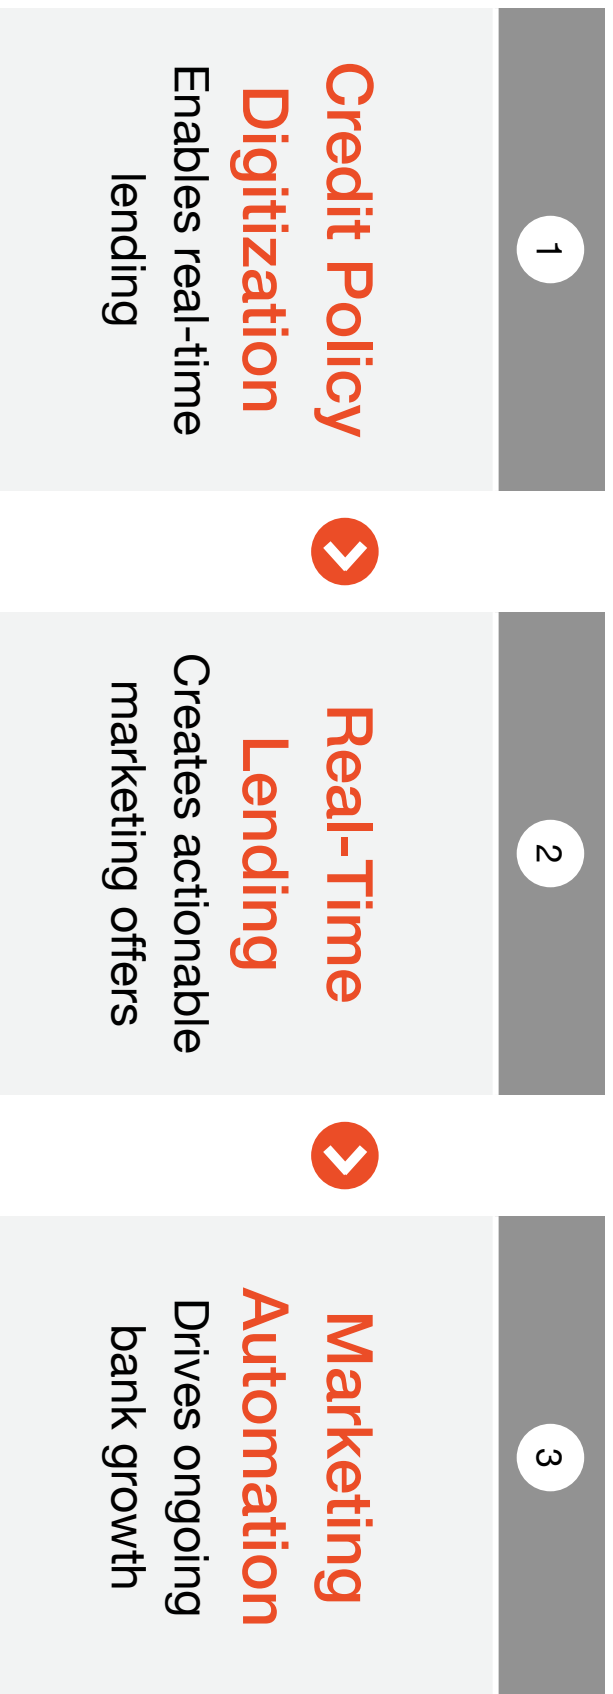 1
Credit Policy
Digitization
Enables real-time
lending
2
Real-Time
Lending
Creates actionable
marketing offers
3
Marketing
Automation
Drives ongoing
bank growth